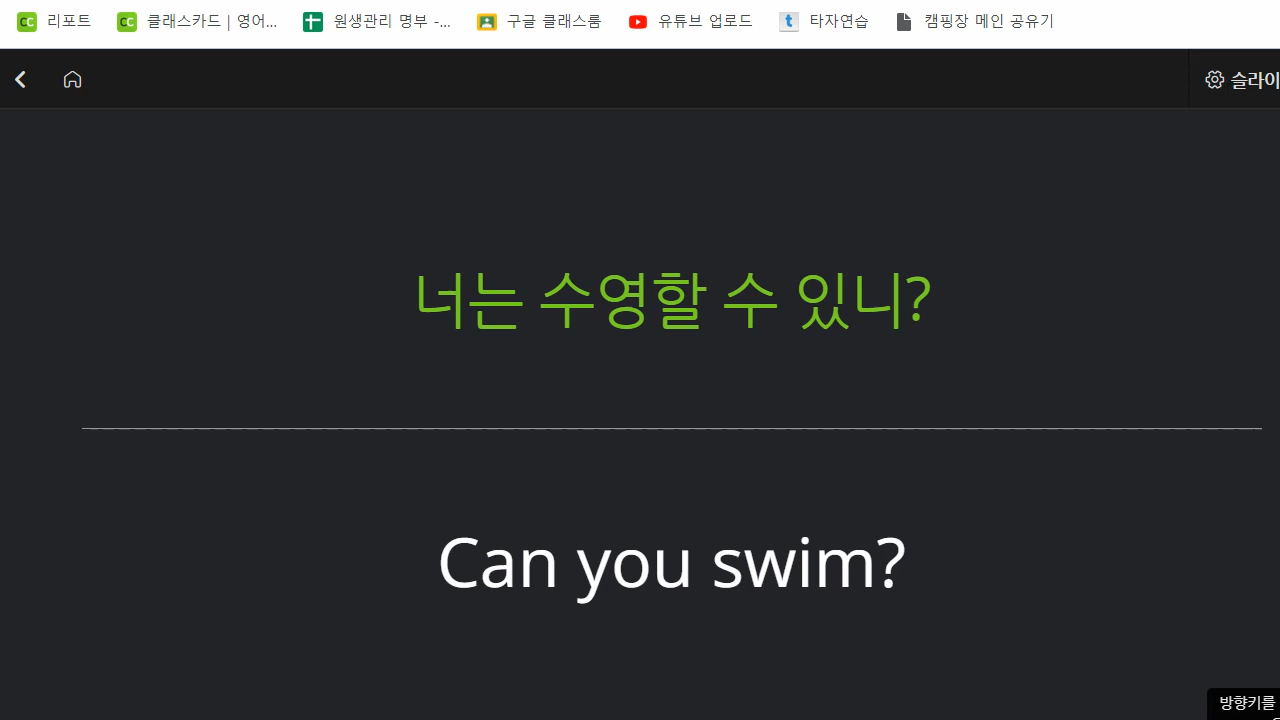 리포트 클래스카드 | 영어... 원생관리 명부 -... 구글 클래스룸 유튜브 업로드 타자연습 캠핑장 메인 공유기
슬라이
너는 수영할 수 있니?
Can you swim?
방향키를